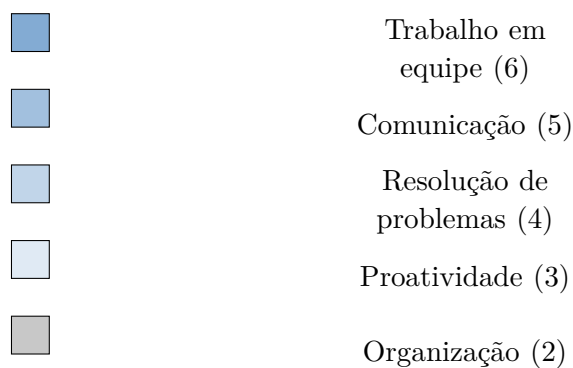 Trabalho em
equipe (6)
Comunicação (5)
Resolução de
problemas (4)
Proatividade (3)
Organização (2)